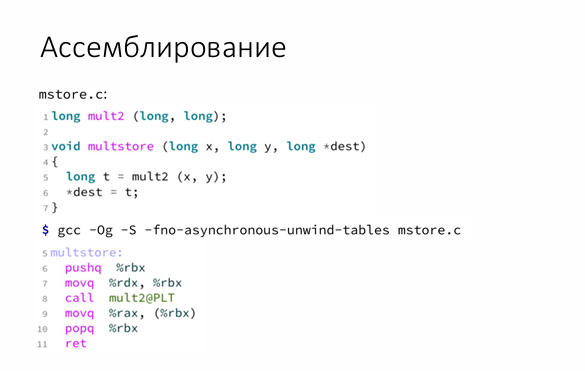 Ассемблирование
mstore.c:
1 long mult2 (long, long);
2
3 void multstore (long x, long y, long *dest)
4 {
5   long t = mult2 (x, y);
6   *dest = t;
7 }
$ gcc -Og -S -fno-asynchronous-unwind-tables mstore.c
5 multstore:
6   pushq  %rbx
7   movq   %rdx, %rbx
8   call   mult2@PLT
9   movq   %rax, (%rbx)
10   popq   %rbx
11   ret